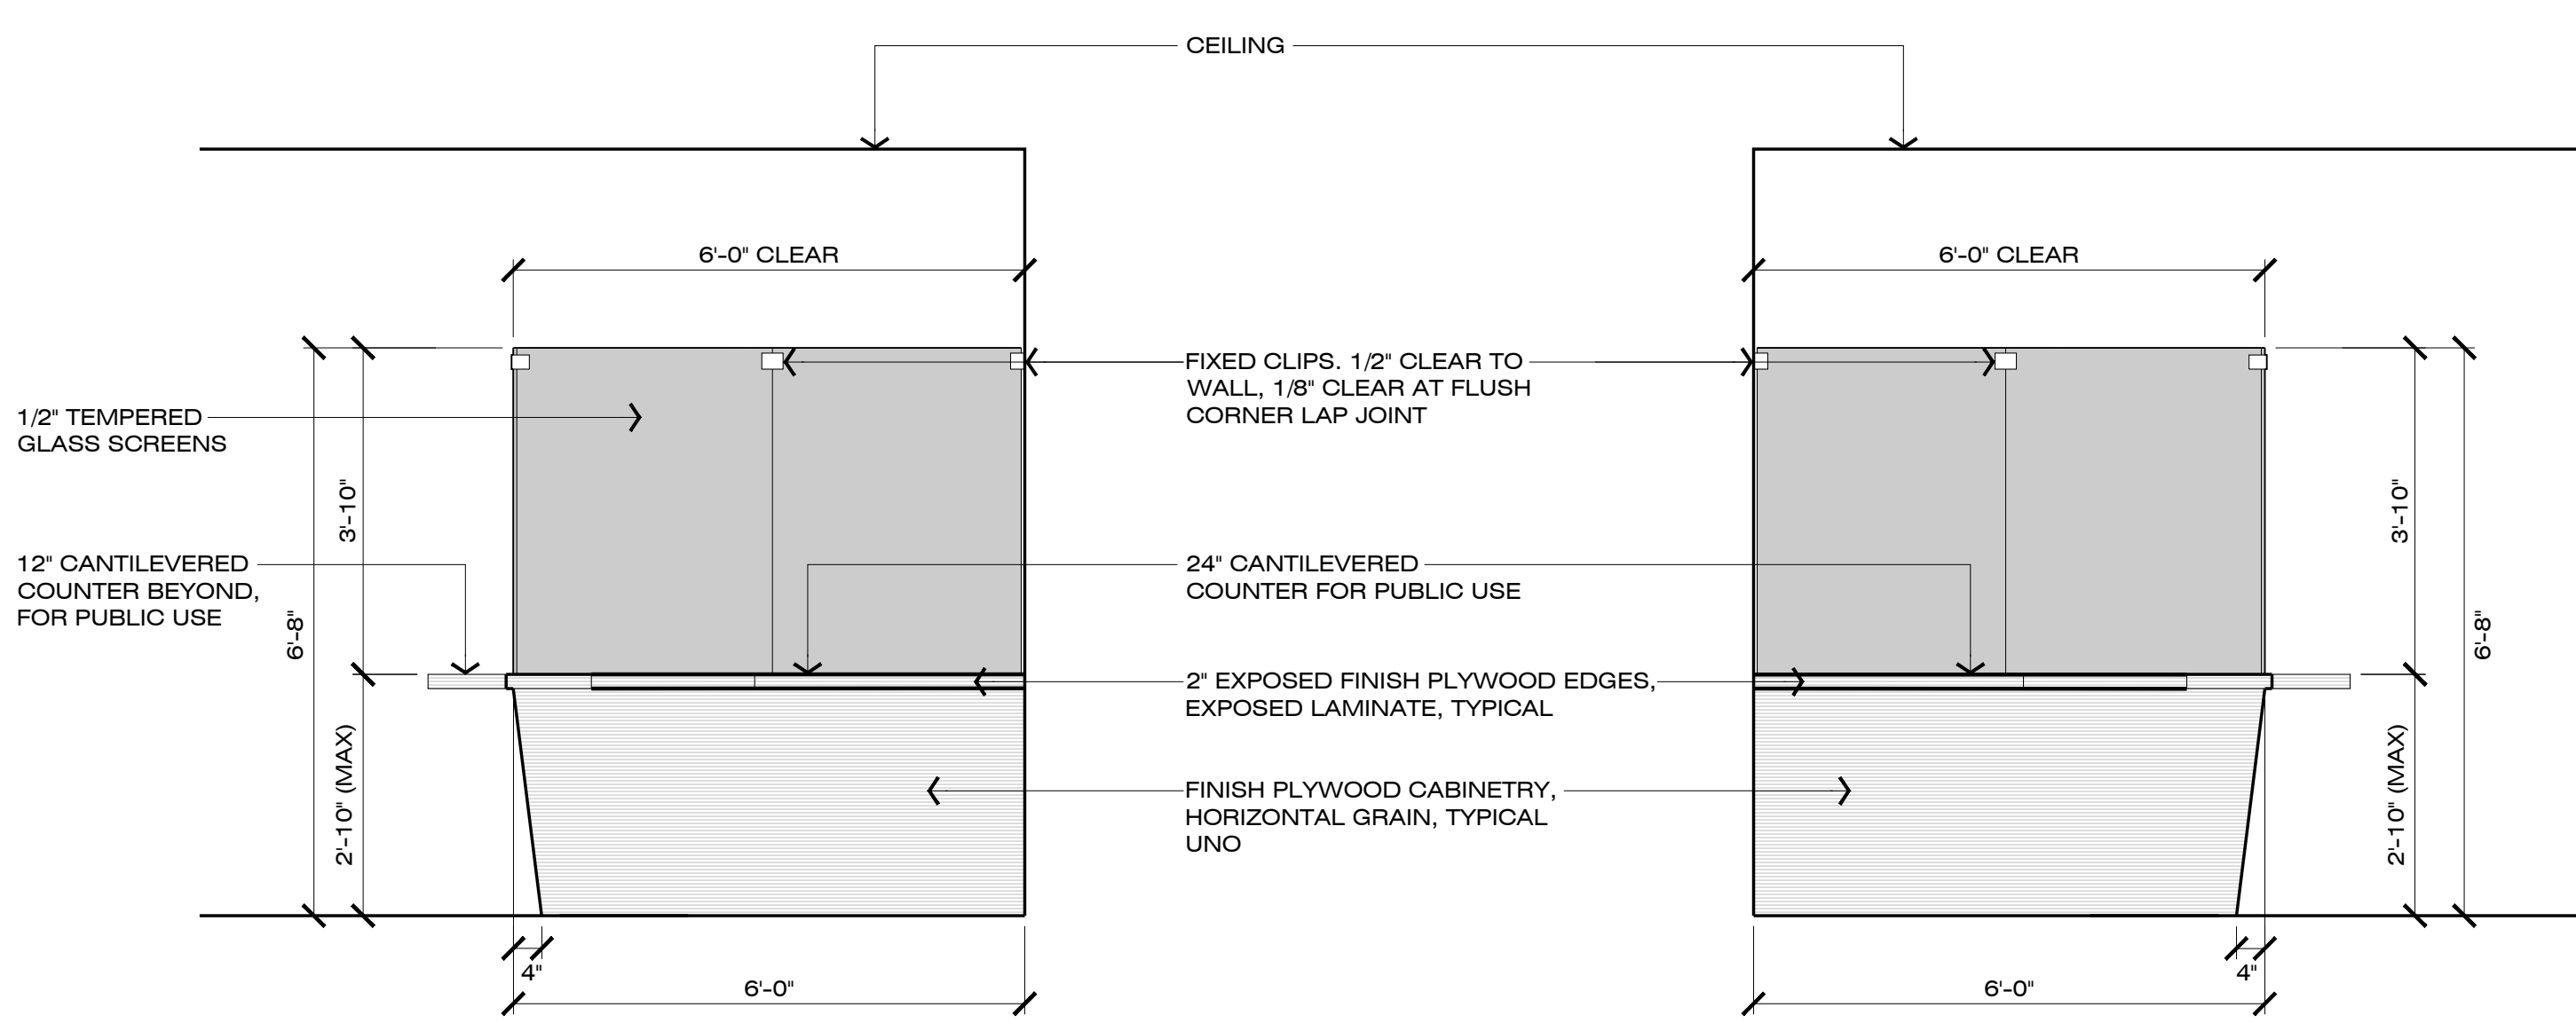 CEILING
6'-0" CLEAR
6'-0" CLEAR
FIXED CLIPS. 1/2" CLEAR TO
WALL, 1/8" CLEAR AT FLUSH
CORNER LAP JOINT
1/2" TEMPERED
GLASS SCREENS
3'-10"
3'-10"
12" CANTILEVERED
COUNTER BEYOND,
FOR PUBLIC USE
24" CANTILEVERED
COUNTER FOR PUBLIC USE
6'-8"
6'-8"
2" EXPOSED FINISH PLYWOOD EDGES,
EXPOSED LAMINATE, TYPICAL
2'-10" (MAX)
2'-10" (MAX)
FINISH PLYWOOD CABINETRY,
HORIZONTAL GRAIN, TYPICAL
UNO
4"
4"
6'-0"
6'-0"